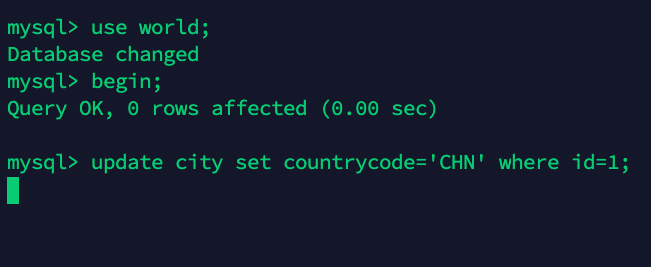 mysql> use world;
Database changed
mysql> begin;
Query OK, 0 rows affected (0.00 sec)
mysql> update city set countrycode='CHN' where id=1;